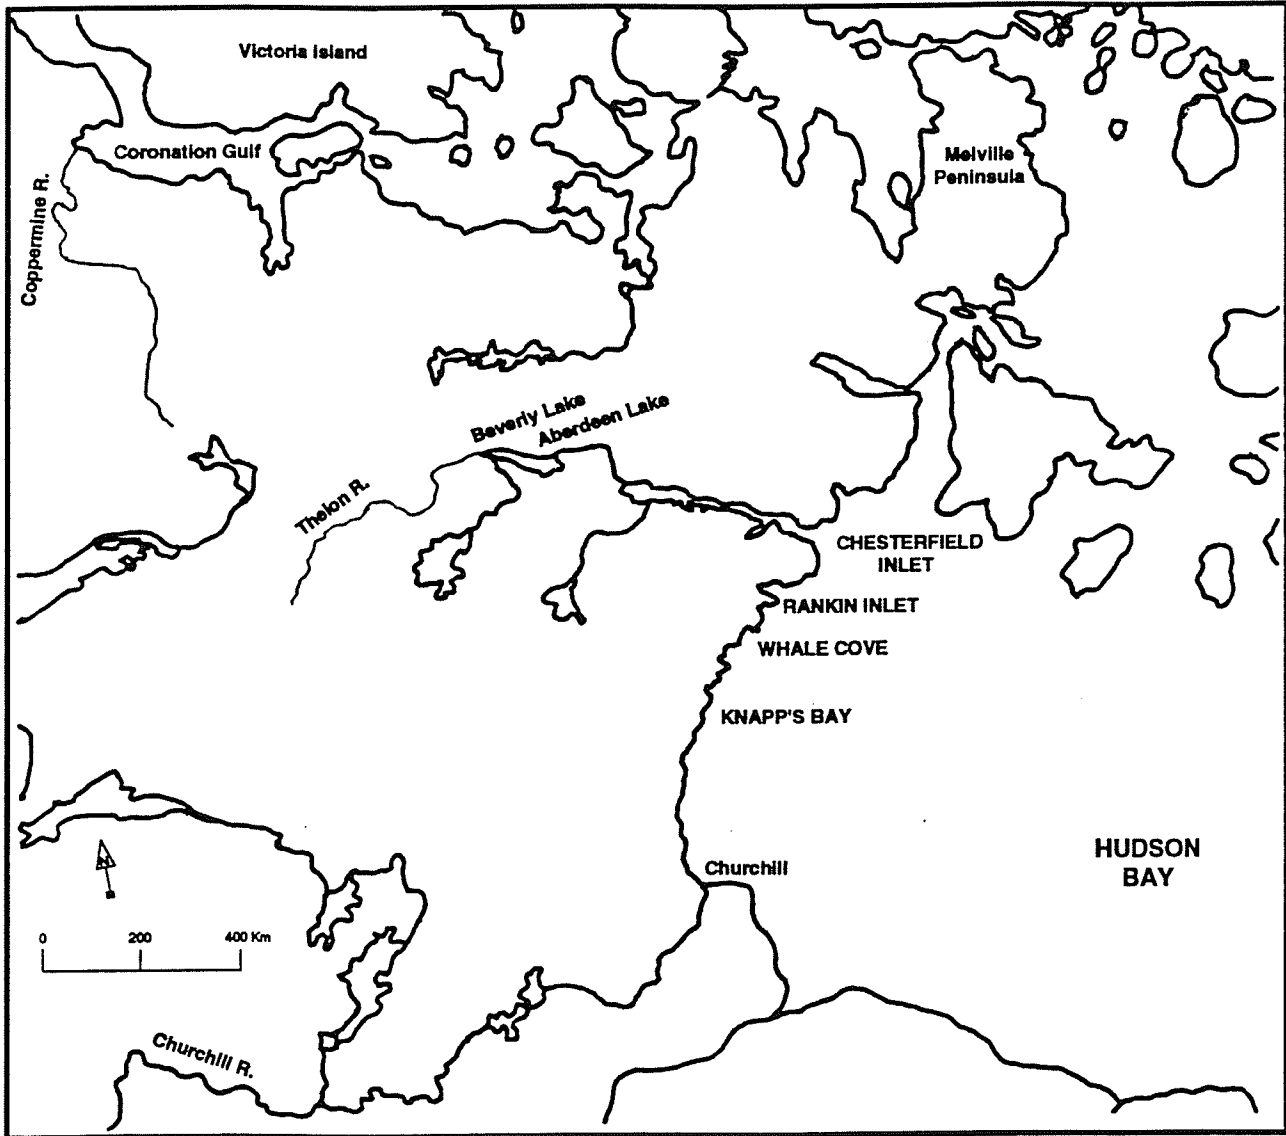 Victoria Island
Coronation Gulf
Melville
Peninsula
Coppermine R.
Beverly Lake
Aberdeen Lake
Thelon R.
CHESTERFIELD
INLET
RANKIN INLET
WHALE COVE
KNAPP'S BAY
HUDSON
BAY
Churchill
N
0 200 400 Km
Churchill R.